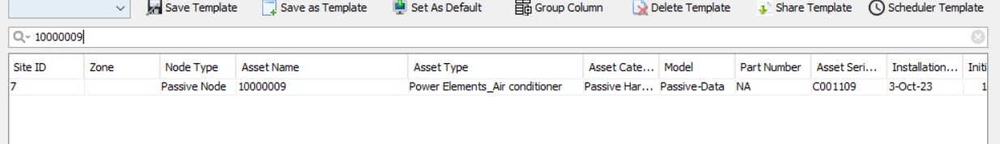 Save Template Save as Template Set As Default Group Column Delete Template Share Template Scheduler Template
10000009
Site ID Zone Node Type Asset Name Asset Type Asset Cate... Model Part Number Asset Seri... Installation... Initi
7 Passive Node 10000009 Power Elements_Air conditioner Passive Har... Passive-Data NA C001109 3-Oct-23 1